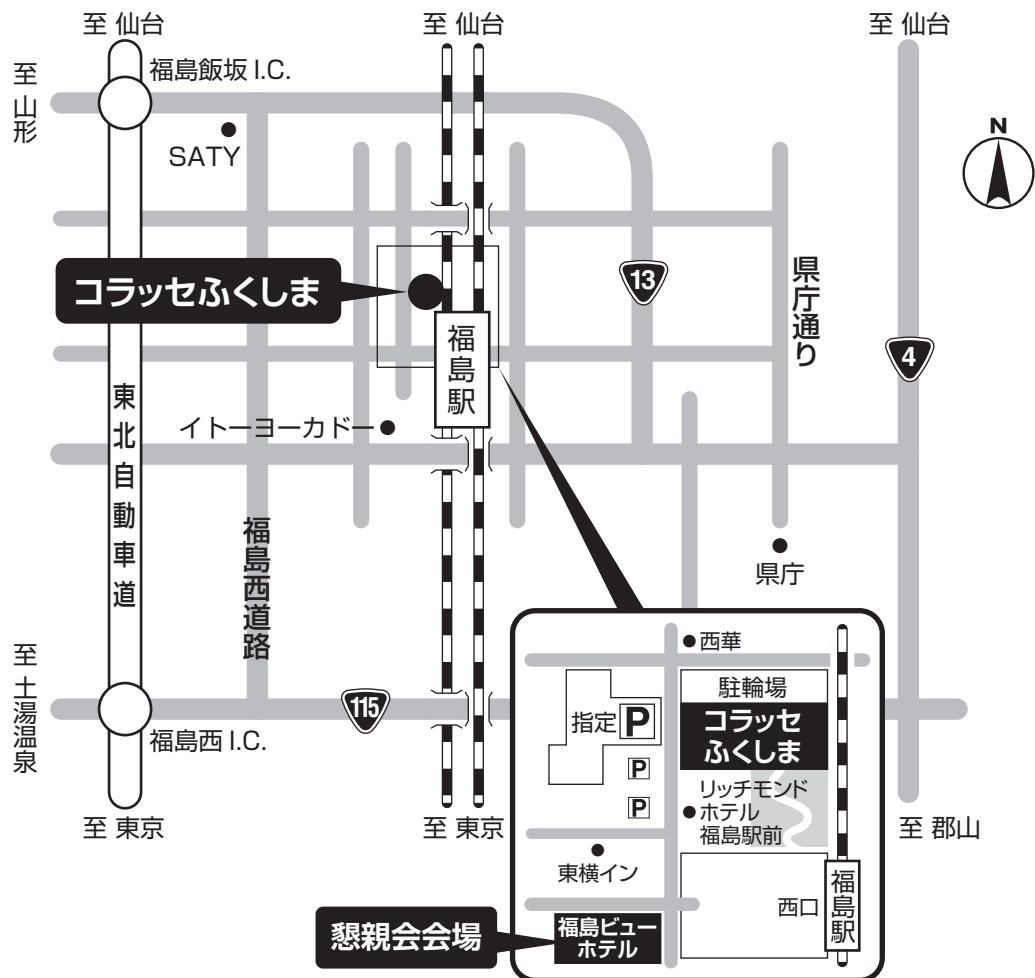 至 仙台
至 仙台
福島飯坂 I.C.
至 山形
SATY
N
コラッセふくしま
13
県庁通り
4
福島駅
イトーヨーカドー
東北自動車道
福島西道路
県庁
至 土湯温泉
115
福島西 I.C.
至 東京
至 東京
至 郡山
西華
駐輪場
指定 P
コラッセ
ふくしま
P
P
リッチモンド
ホテル
福島駅前
東横イン
西口
福島駅
懇親会会場
福島ビュー
ホテル